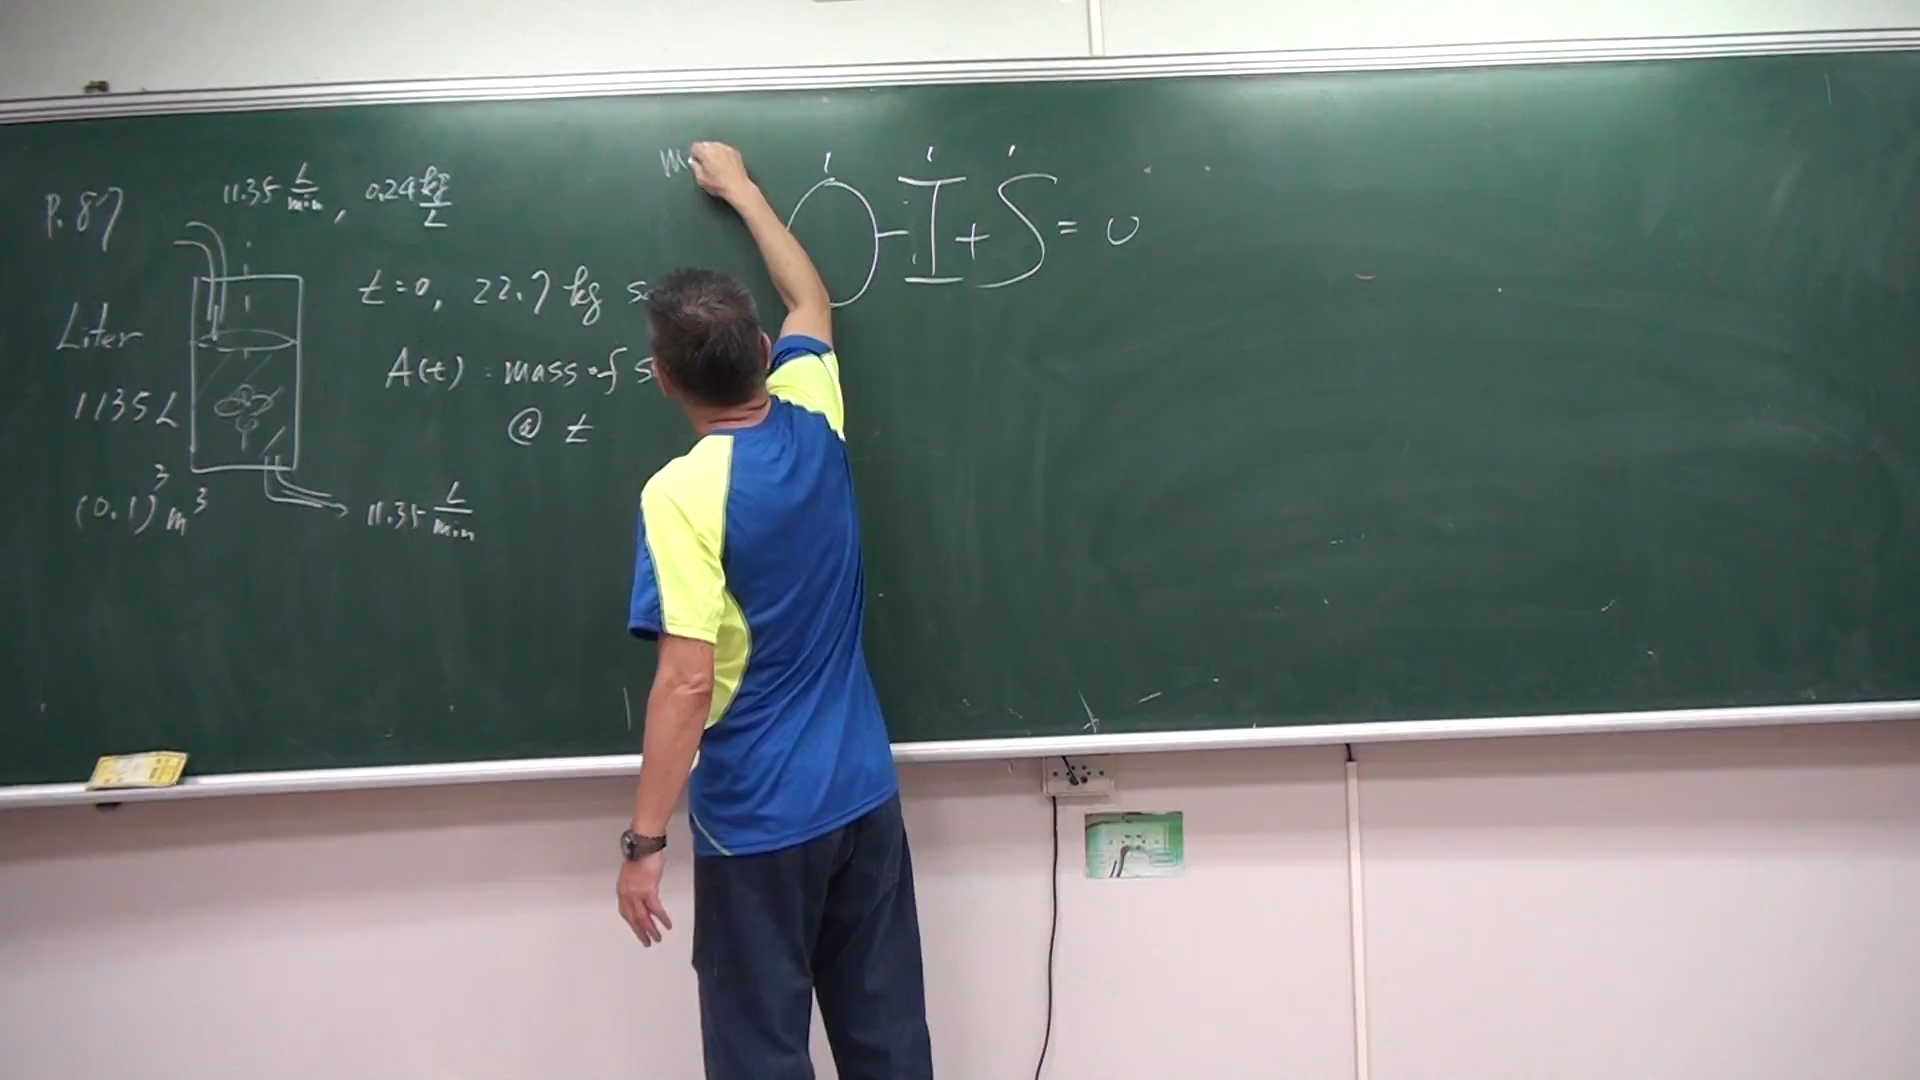 P.87
11.35 L/min, 0.24 kg/L
Liter
1135L
(0.1)³ m³
11.35 L/min
t=0, 22.7 kg
A(t) : mass of
@ t
O - I + S = 0